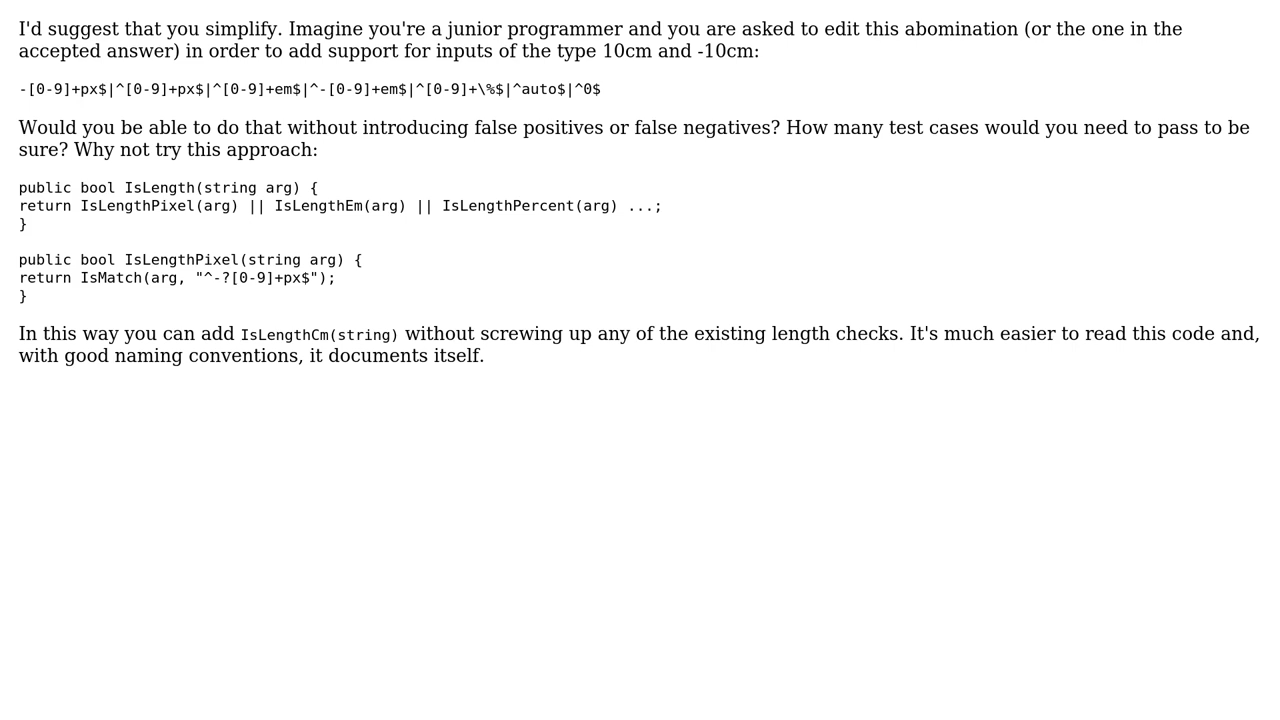 I'd suggest that you simplify. Imagine you're a junior programmer and you are asked to edit this abomination (or the one in the
accepted answer) in order to add support for inputs of the type 10cm and -10cm:
-[0-9]+px$|^[0-9]+px$|^[0-9]+em$|^-[0-9]+em$|^[0-9]+\%$|^auto$|^0$
Would you be able to do that without introducing false positives or false negatives? How many test cases would you need to pass to be
sure? Why not try this approach:
public bool IsLength(string arg) {
return IsLengthPixel(arg) || IsLengthEm(arg) || IsLengthPercent(arg) ...;
}
public bool IsLengthPixel(string arg) {
return IsMatch(arg, "^-?[0-9]+px$");
}
In this way you can add IsLengthCm(string) without screwing up any of the existing length checks. It's much easier to read this code and,
with good naming conventions, it documents itself.